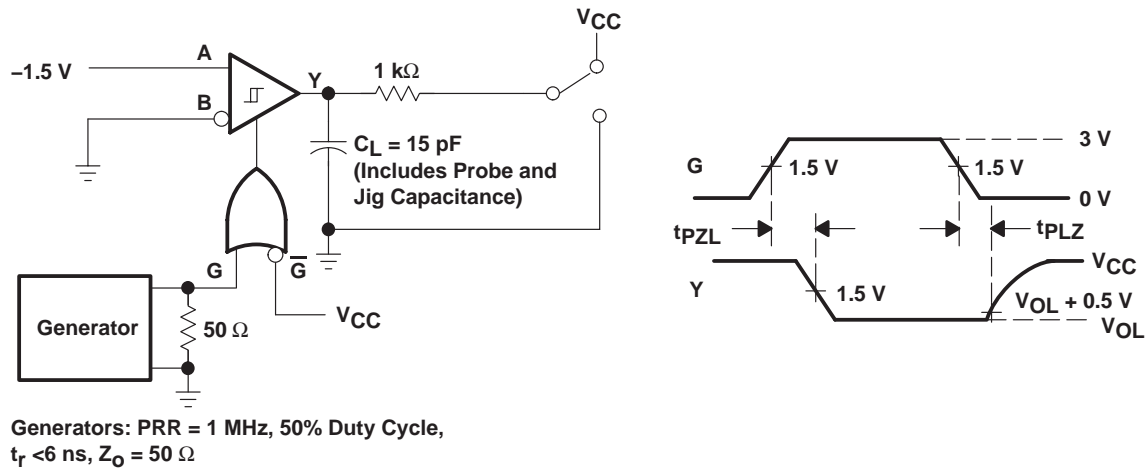 VCC
A
–1.5 V
Y
1 kΩ
B
CL = 15 pF
(Includes Probe and
Jig Capacitance)
G
G
VCC
Generator
50 Ω
Generators: PRR = 1 MHz, 50% Duty Cycle,
tr <6 ns, Zo = 50 Ω
3 V
G
1.5 V
1.5 V
0 V
tPZL
tPLZ
VCC
Y
1.5 V
VOL + 0.5 V
VOL